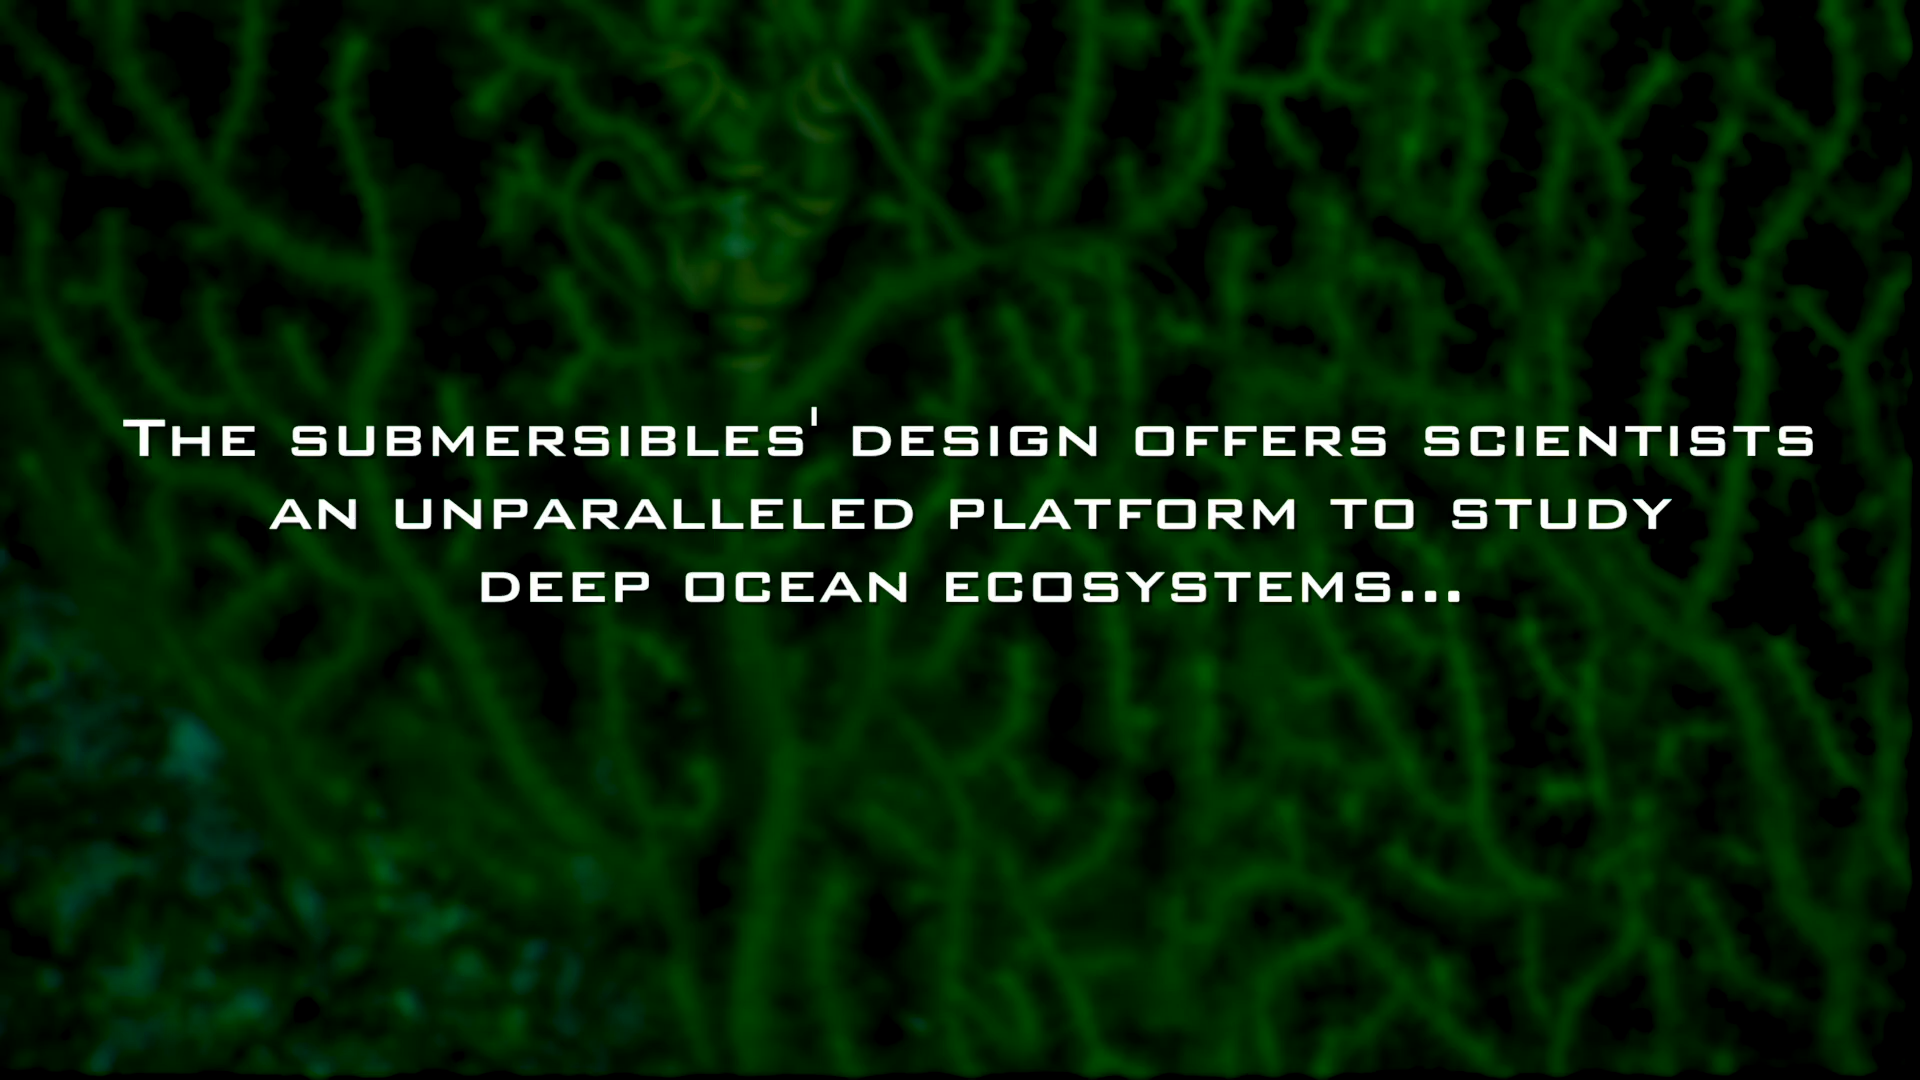 The submersibles' design offers scientists
an unparalleled platform to study
deep ocean ecosystems...